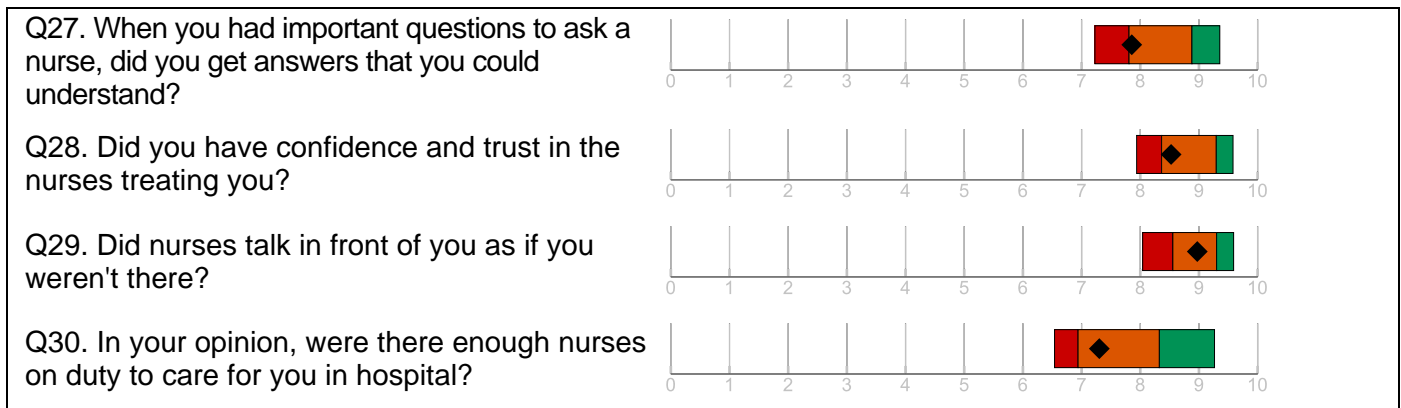 Q27. When you had important questions to ask a
nurse, did you get answers that you could
understand?
0 1 2 3 4 5 6 7 8 9 10
Q28. Did you have confidence and trust in the
nurses treating you?
0 1 2 3 4 5 6 7 8 9 10
Q29. Did nurses talk in front of you as if you
weren't there?
0 1 2 3 4 5 6 7 8 9 10
Q30. In your opinion, were there enough nurses
on duty to care for you in hospital?
0 1 2 3 4 5 6 7 8 9 10